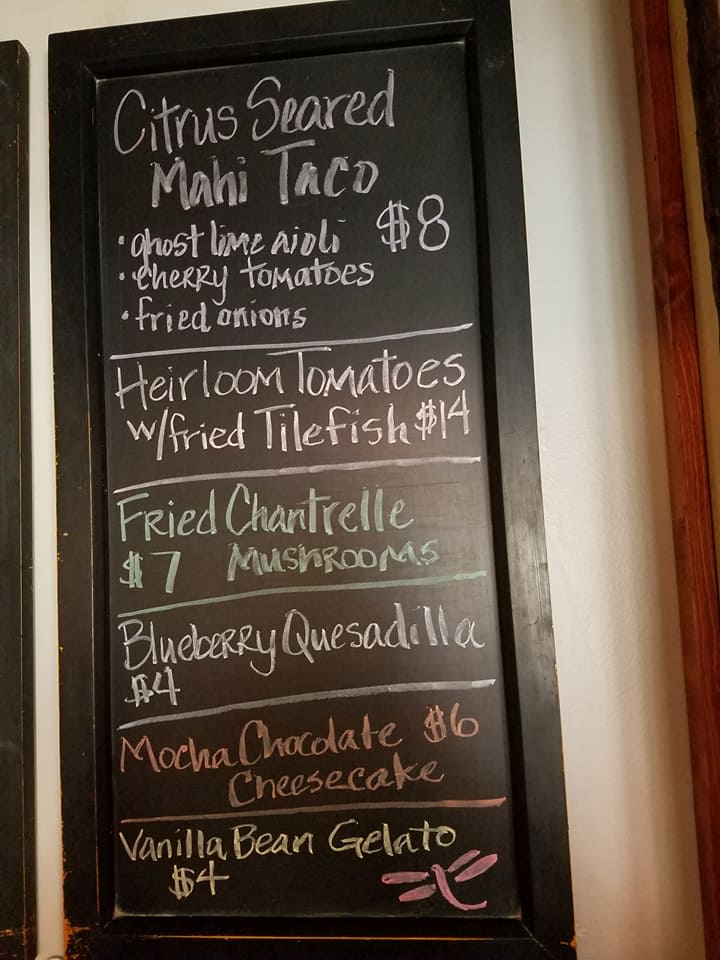 Citrus Seared
Mahi Taco
• ghost lime aioli $8
• cherry tomatoes
• fried onions
Heirloom Tomatoes
w/fried Tilefish $14
Fried Chantrelle
$7 Mushrooms
Blueberry Quesadilla
$4
Mocha Chocolate $6
Cheesecake
Vanilla Bean Gelato
$4